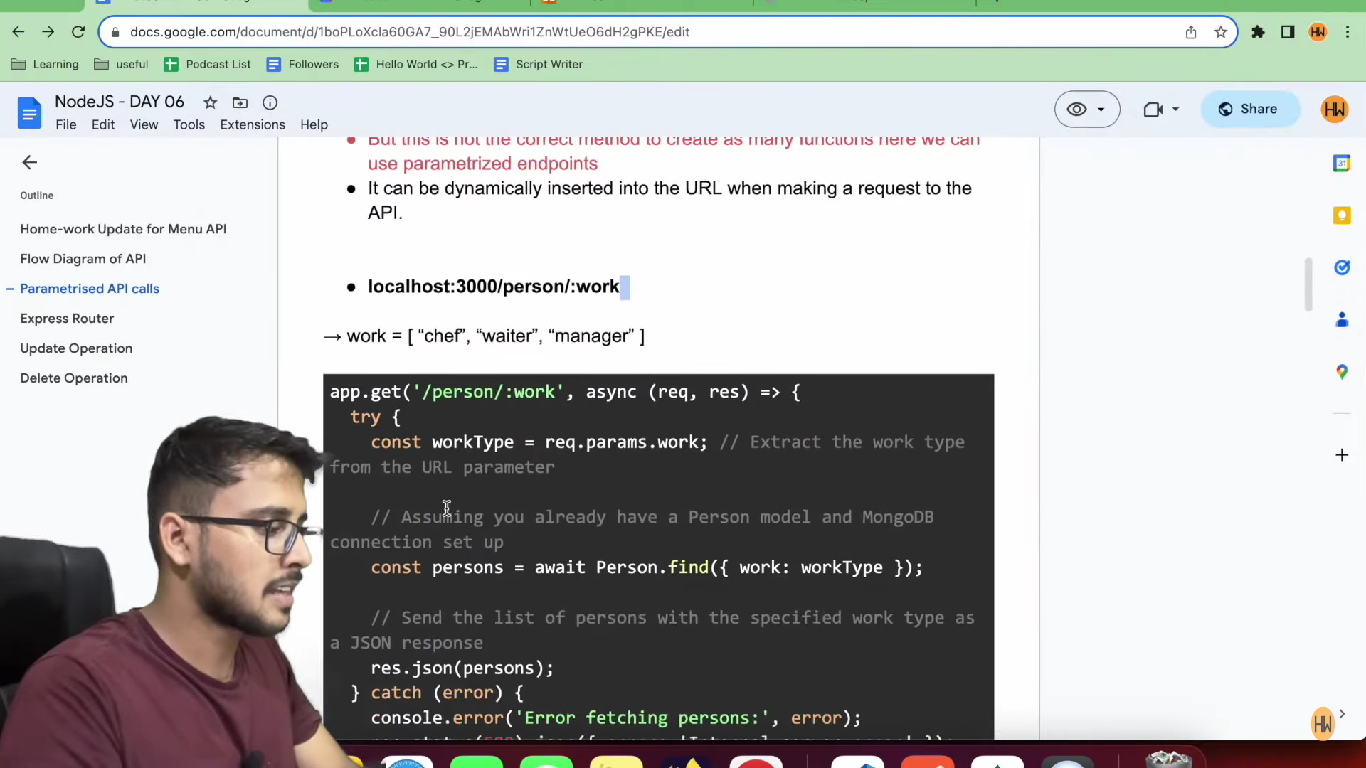 docs.google.com/document/d/1boPLoXcIa60GA7_90L2jEMAbWri1ZnWtUeO6dH2gPKE/edit
HW
Learning
useful
Podcast List
Followers
Hello World <> Pr...
Script Writer
NodeJS - DAY 06
Share
HW
File Edit View Tools Extensions Help
Outline
Home-work Update for Menu API
Flow Diagram of API
Parametrised API calls
Express Router
Update Operation
Delete Operation
● But this is not the correct method to create as many functions here we can
use parametrized endpoints
● It can be dynamically inserted into the URL when making a request to the
API.
● localhost:3000/person/:work
→ work = [ “chef”, “waiter”, “manager” ]
app.get('/person/:work', async (req, res) => {
try {
const workType = req.params.work; // Extract the work type
from the URL parameter
// Assuming you already have a Person model and MongoDB
connection set up
const persons = await Person.find({ work: workType });
// Send the list of persons with the specified work type as
a JSON response
res.json(persons);
} catch (error) {
console.error('Error fetching persons:', error);
HW